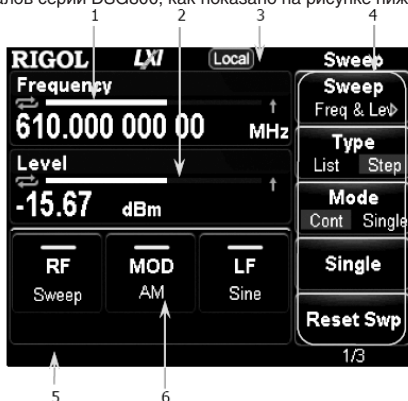 алов серии DSG800, как показано на рисунке ниж
1 2 3 4
RIGOL LXI Local Sweep
Frequency
610.000 000 00 MHz
Level
-15.67 dBm
RF MOD LF
Sweep AM Sine
Sweep
Freq & Lev
Type
List Step
Mode
Cont Single
Single
Reset Swp
1/3
5 6